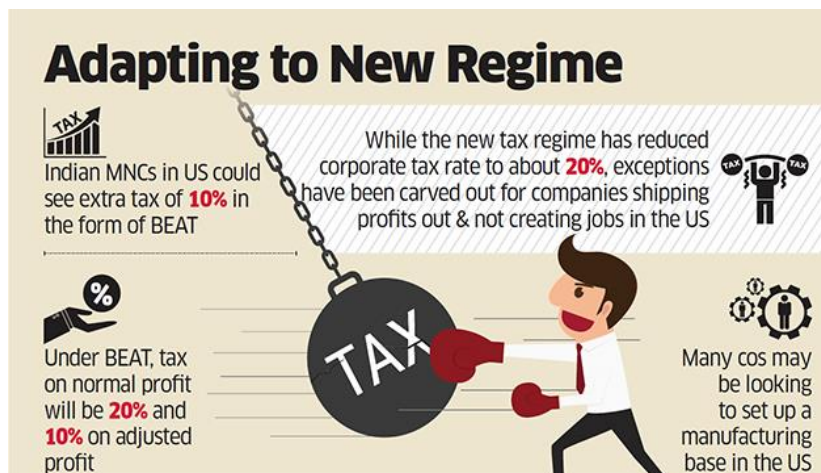 Adapting to New Regime
TAX
Indian MNCs in US could
see extra tax of 10% in
the form of BEAT
While the new tax regime has reduced
corporate tax rate to about 20%, exceptions
have been carved out for companies shipping
profits out & not creating jobs in the US
TAX
TAX
%
Under BEAT, tax
on normal profit
will be 20% and
10% on adjusted
profit
TAX
Many cos may
be looking
to set up a
manufacturing
base in the US